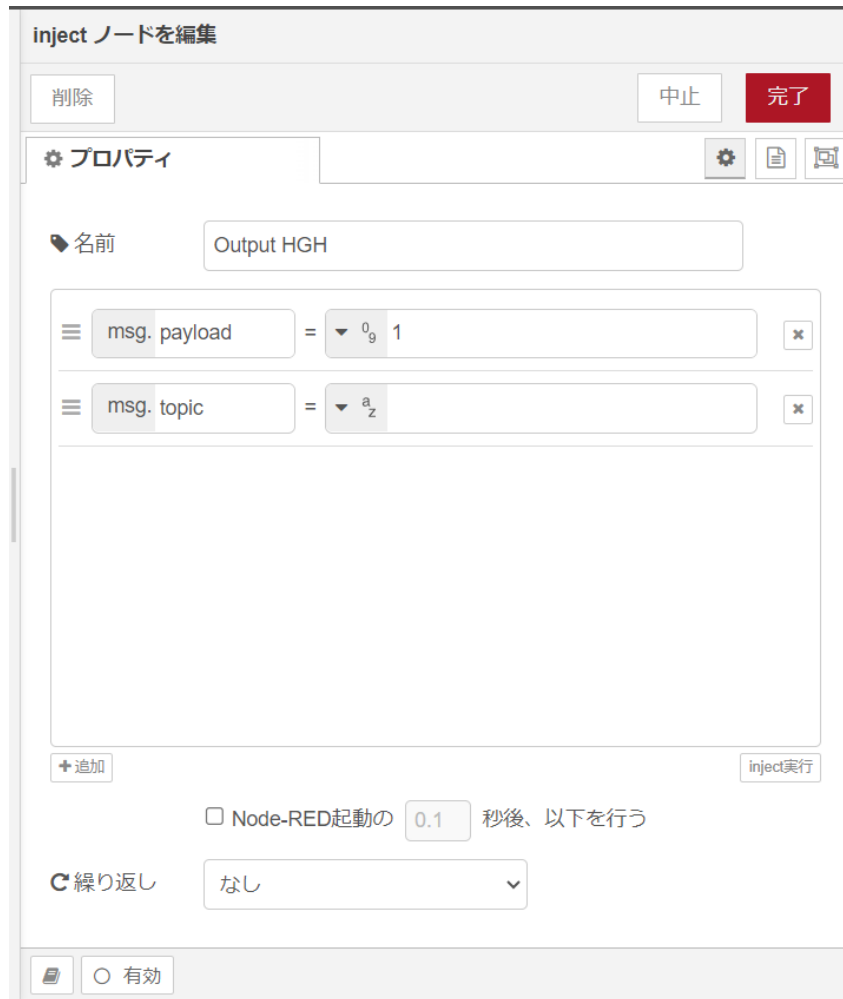 inject ノードを編集
削除 中止 完了
プロパティ
名前 Output HGH
msg. payload = 0 9 1
msg. topic = a z
追加 inject実行
Node-RED起動の 0.1 秒後、以下を行う
繰り返し なし
有効